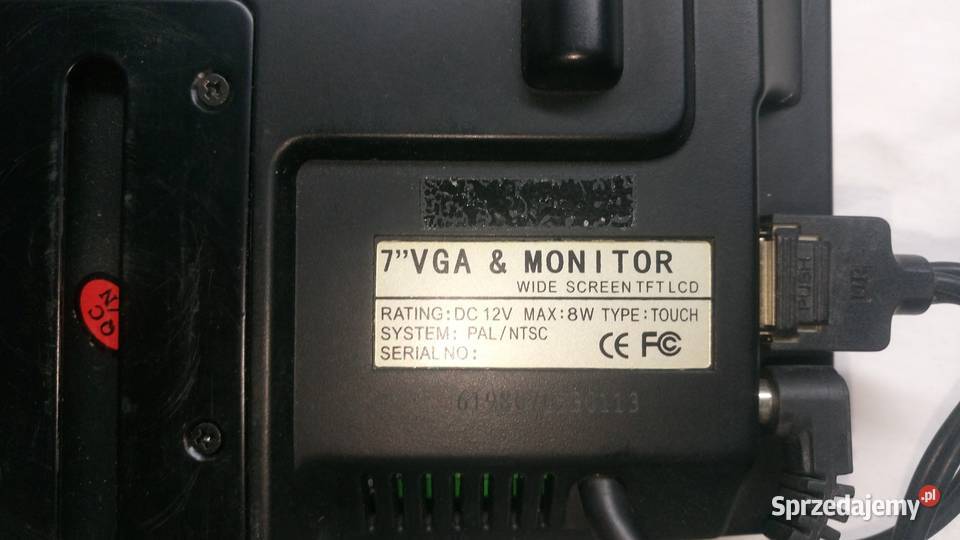 7"VGA & MONITOR
WIDE SCREEN TFT LCD
RATING: DC 12V MAX: 8W TYPE: TOUCH
SYSTEM: PAL/NTSC
SERIAL NO:
CE FC
QC
PUSH
Sprzedajemy.pl